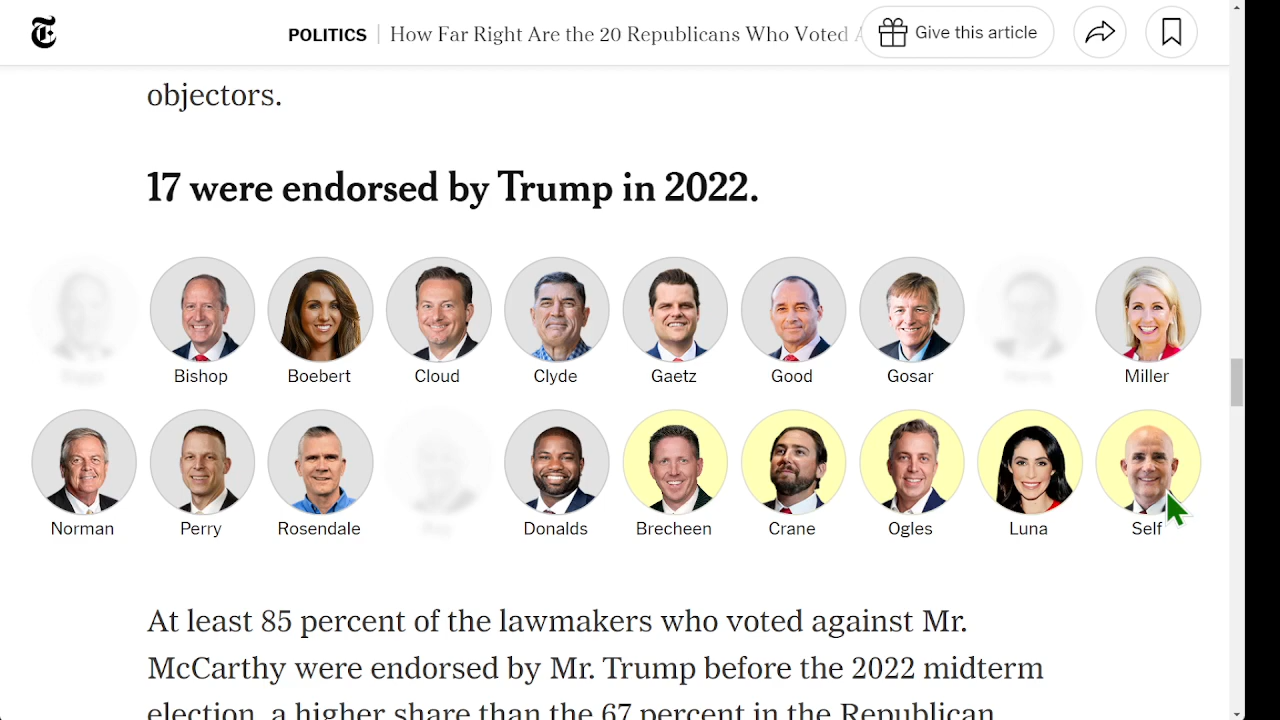 POLITICS | How Far Right Are the 20 Republicans Who Voted A
Give this article
objectors.
17 were endorsed by Trump in 2022.
Bishop Boebert Cloud Clyde Gaetz Good Gosar Miller
Norman Perry Rosendale Donalds Brecheen Crane Ogles Luna Self
At least 85 percent of the lawmakers who voted against Mr.
McCarthy were endorsed by Mr. Trump before the 2022 midterm
election, a higher share than the 67 percent in the Republican